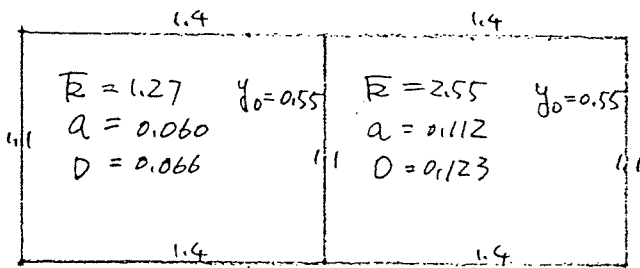 1.4 1.4
k̄ = 1.27 y₀=0.55 k̄ = 2.55 y₀=0.55
1.1 a = 0.060 a = 0.112
D = 0.066 1.1 D = 0.123 1.1
1.4 1.4